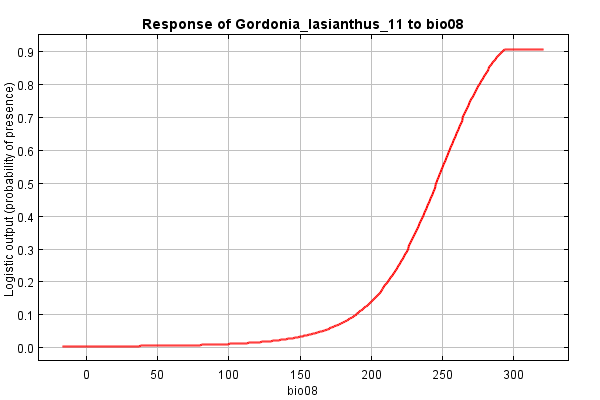 Response of Gordonia_lasianthus_11 to bio08
Logistic output (probability of presence)
0.9
0.8
0.7
0.6
0.5
0.4
0.3
0.2
0.1
0.0
0 50 100 150 200 250 300
bio08